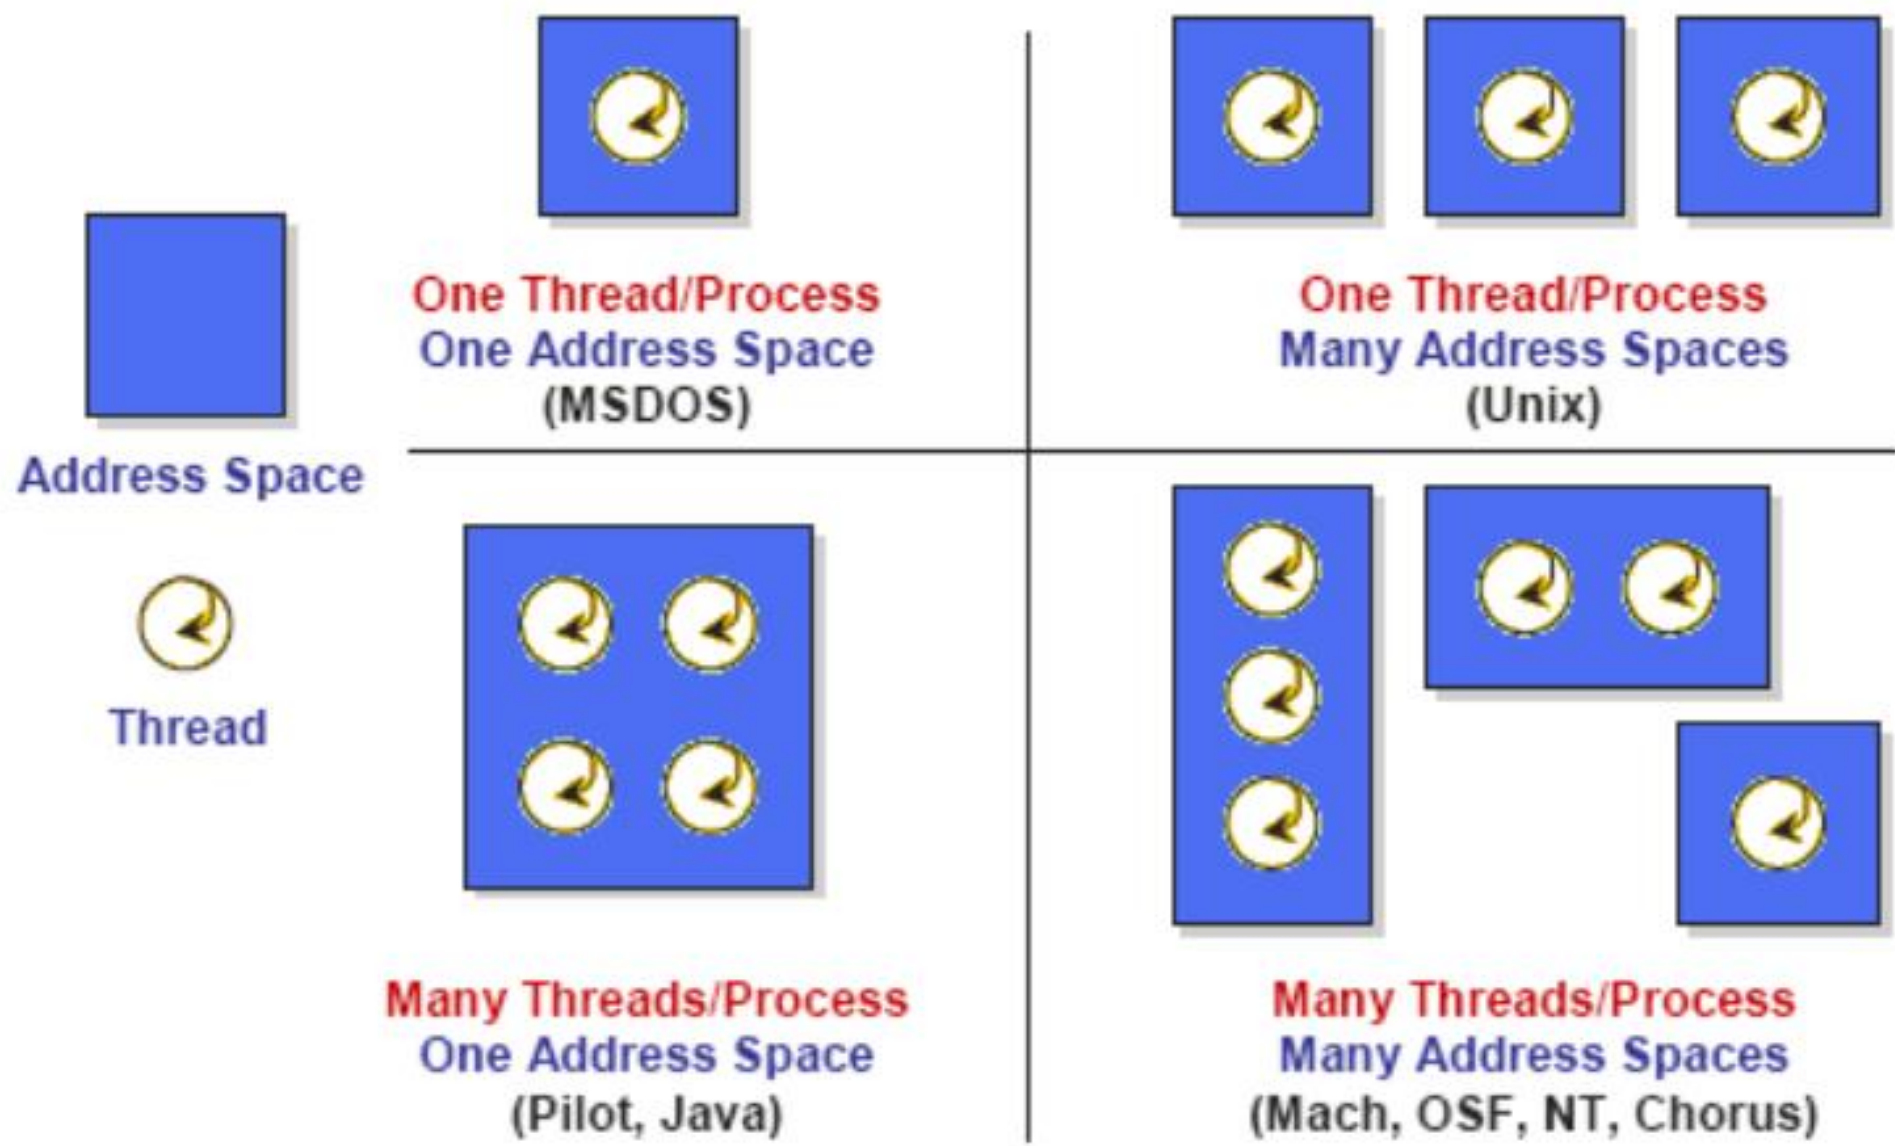 One Thread/Process
One Address Space
(MSDOS)
One Thread/Process
Many Address Spaces
(Unix)
Address Space
Thread
Many Threads/Process
One Address Space
(Pilot, Java)
Many Threads/Process
Many Address Spaces
(Mach, OSF, NT, Chorus)